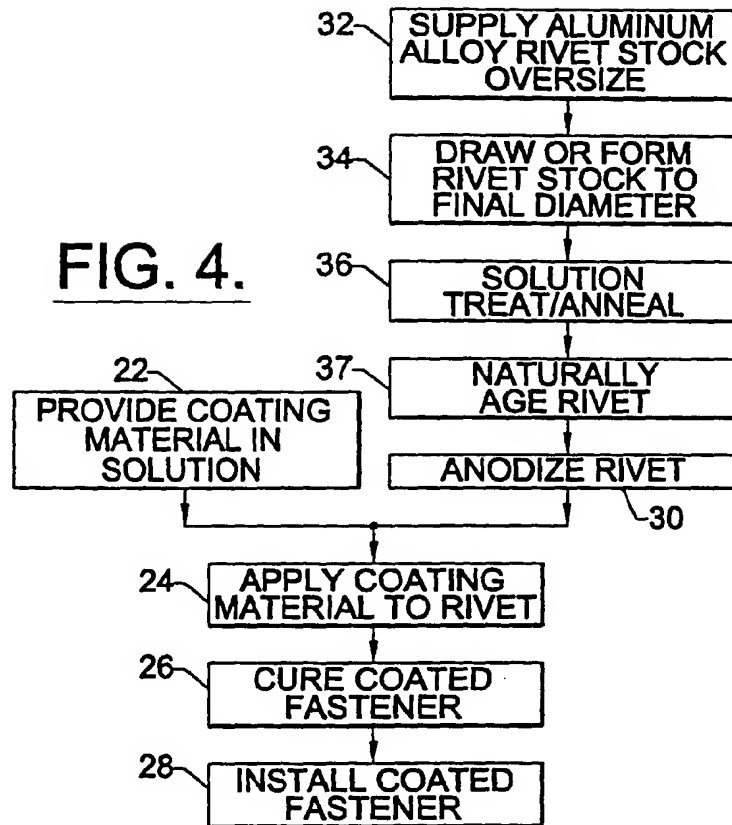 32
SUPPLY ALUMINUM
ALLOY RIVET STOCK
OVERSIZE
34
DRAW OR FORM
RIVET STOCK TO
FINAL DIAMETER
FIG. 4.
36
SOLUTION
TREAT/ANNEAL
22
PROVIDE COATING
MATERIAL IN
SOLUTION
37
NATURALLY
AGE RIVET
ANODIZE RIVET
30
24
APPLY COATING
MATERIAL TO RIVET
26
CURE COATED
FASTENER
28
INSTALL COATED
FASTENER